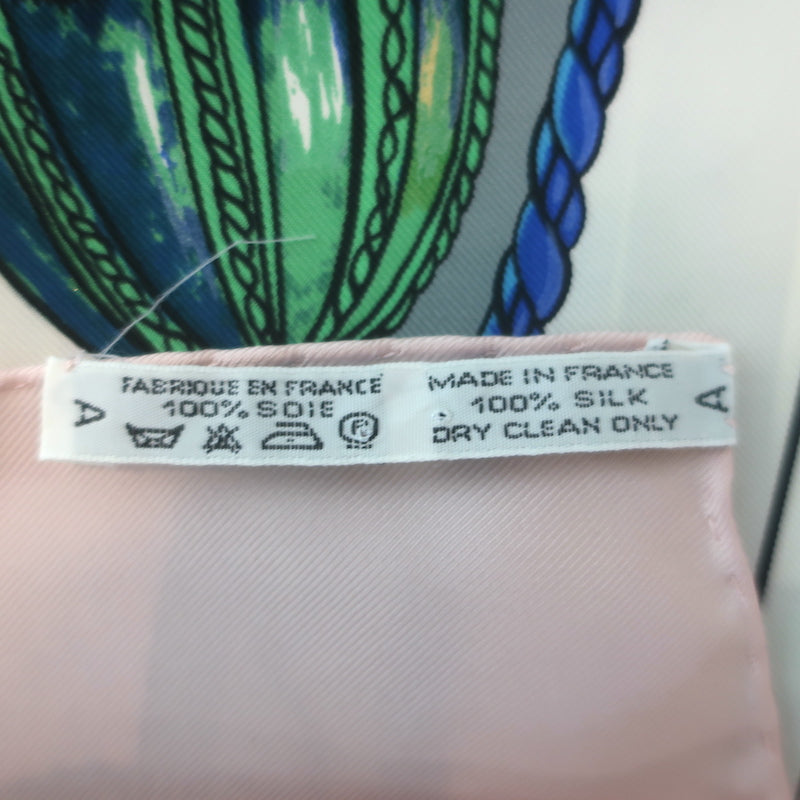 A
FABRIQUE EN FRANCE
100% SOIE
MADE IN FRANCE
100% SILK
DRY CLEAN ONLY
A